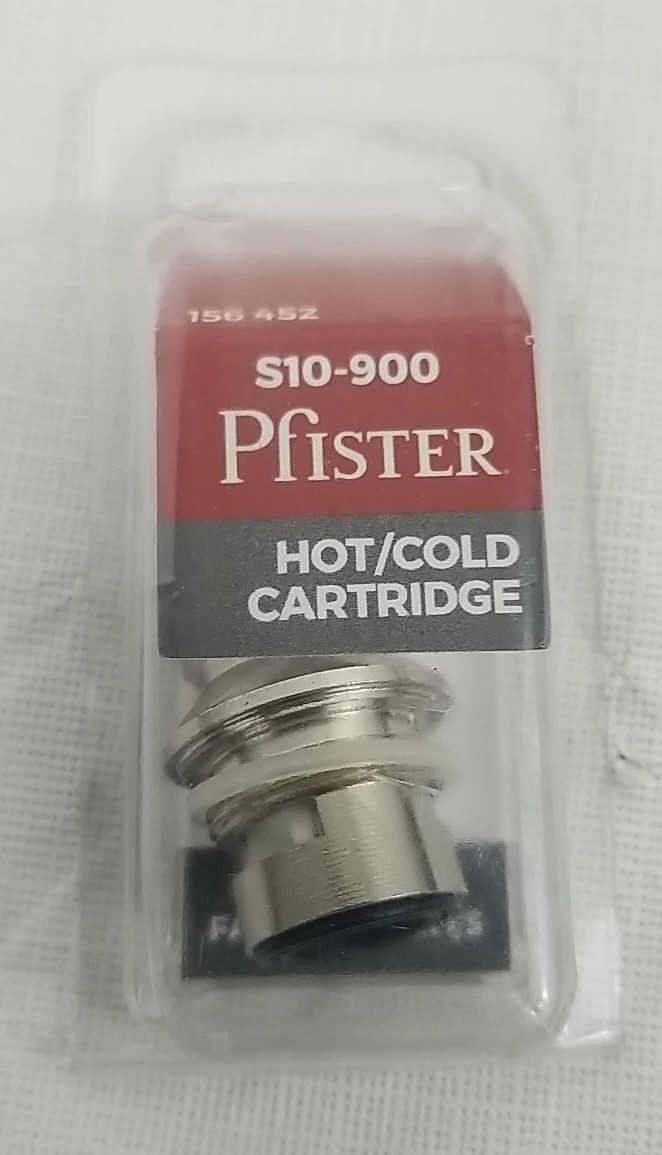 156 452
S10-900
PfISTER
HOT/COLD
CARTRIDGE